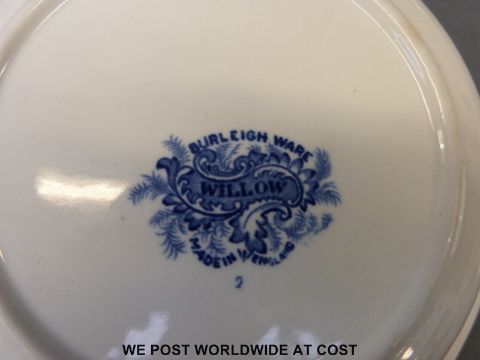 BURLEIGH WARE
WILLOW
MADE IN ENGLAND
2
WE POST WORLDWIDE AT COST